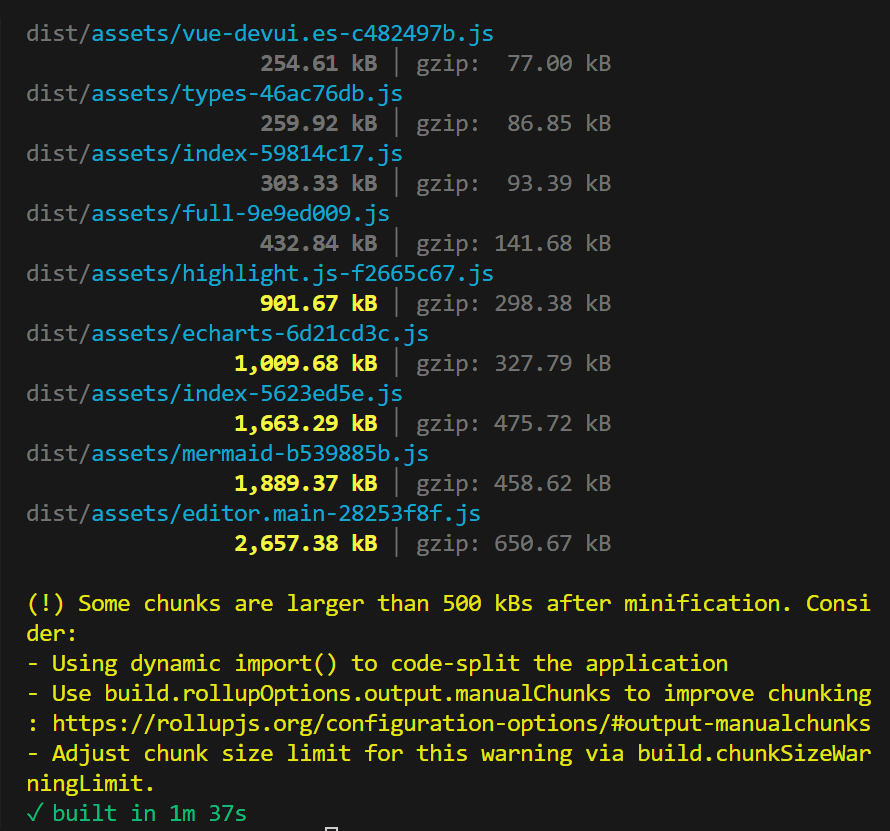 dist/assets/vue-devui.es-c482497b.js
254.61 kB │ gzip:  77.00 kB
dist/assets/types-46ac76db.js
259.92 kB │ gzip:  86.85 kB
dist/assets/index-59814c17.js
303.33 kB │ gzip:  93.39 kB
dist/assets/full-9e9ed009.js
432.84 kB │ gzip: 141.68 kB
dist/assets/highlight.js-f2665c67.js
901.67 kB │ gzip: 298.38 kB
dist/assets/echarts-6d21cd3c.js
1,009.68 kB │ gzip: 327.79 kB
dist/assets/index-5623ed5e.js
1,663.29 kB │ gzip: 475.72 kB
dist/assets/mermaid-b539885b.js
1,889.37 kB │ gzip: 458.62 kB
dist/assets/editor.main-28253f8f.js
2,657.38 kB │ gzip: 650.67 kB
(!) Some chunks are larger than 500 kBs after minification. Consi
der:
- Using dynamic import() to code-split the application
- Use build.rollupOptions.output.manualChunks to improve chunking
: https://rollupjs.org/configuration-options/#output-manualchunks
- Adjust chunk size limit for this warning via build.chunkSizeWar
ningLimit.
✓ built in 1m 37s